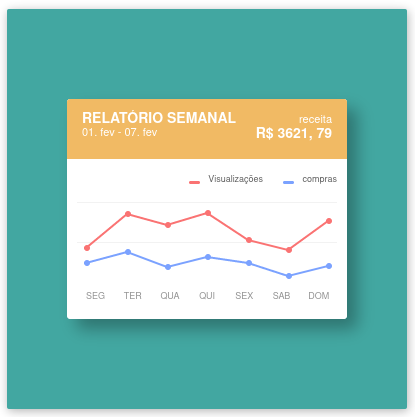 RELATÓRIO SEMANAL
01. fev - 07. fev
receita
R$ 3621, 79
Visualizações
compras
SEG TER QUA QUI SEX SAB DOM